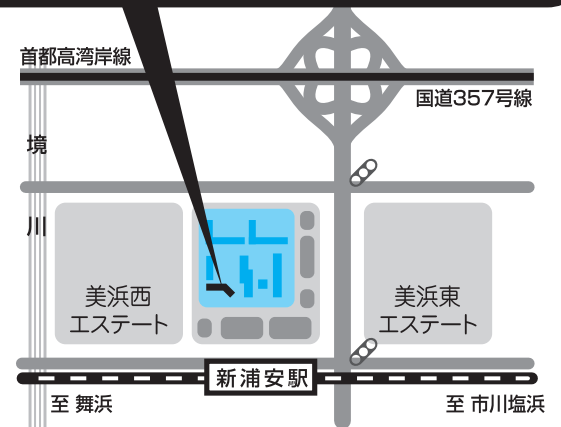 首都高湾岸線
国道357号線
境
川
美浜西
エステート
美浜東
エステート
新浦安駅
至 舞浜
至 市川塩浜